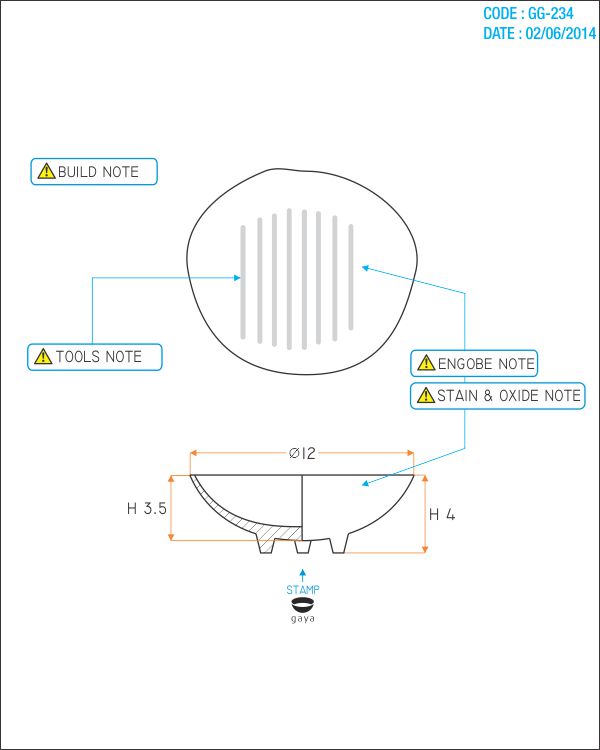 CODE : GG-234
DATE : 02/06/2014
BUILD NOTE
TOOLS NOTE
ENGOBE NOTE
STAIN & OXIDE NOTE
Ø12
H 3.5
H 4
STAMP
gaya